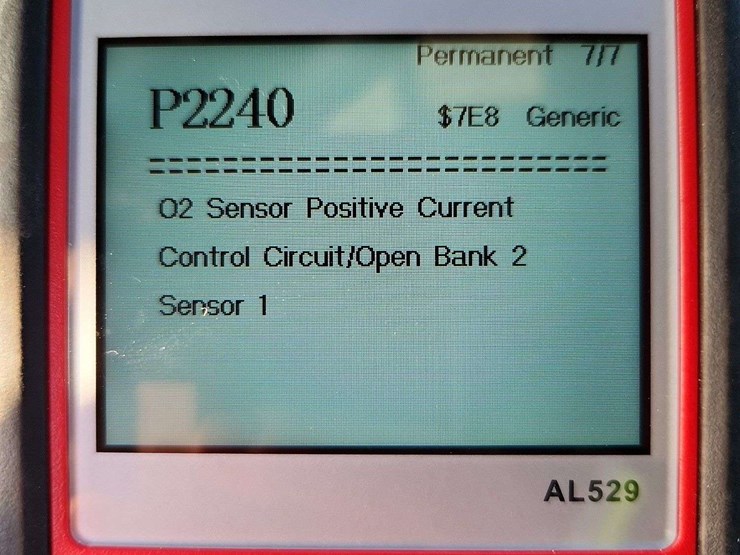 Permanent 7/7
P2240 $7E8 Generic
==========================
O2 Sensor Positive Current
Control Circuit/Open Bank 2
Sensor 1
AL529